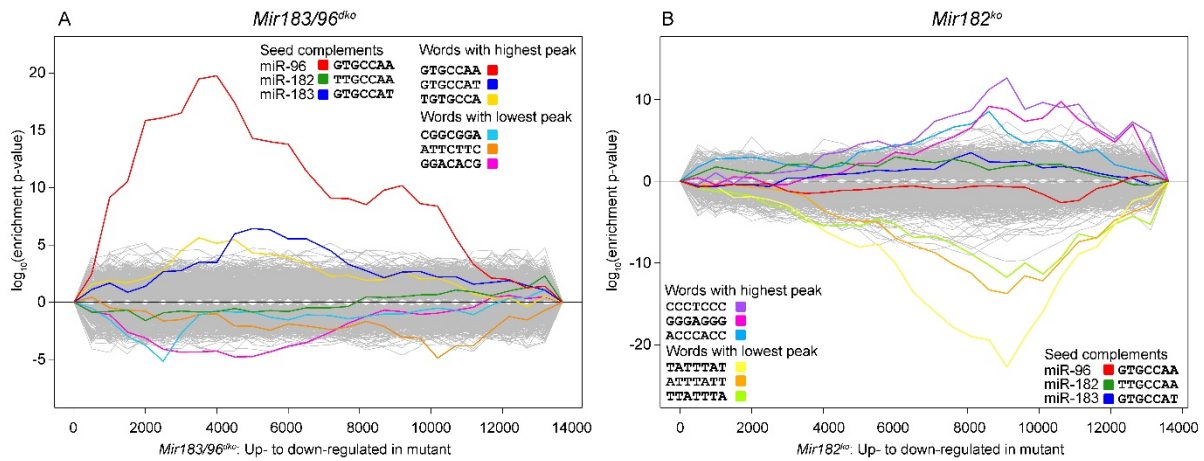 A
Mir183/96dko
log10(enrichment p-value)
20
15
10
5
0
-5
Seed complements
miR-96 GTGCCAA
miR-182 TTGCCAA
miR-183 GTGCCAT
Words with highest peak
GTGCCAA
GTGCCAT
TGTGCCA
Words with lowest peak
CGGCGGA
ATTCTTC
GGACACG
0 2000 4000 6000 8000 10000 12000 14000
Mir183/96dko: Up- to down-regulated in mutant
B
Mir182ko
log10(enrichment p-value)
10
0
-10
-20
Words with highest peak
CCCTCCC
GGGAGGG
ACCCACC
Words with lowest peak
TATTTAT
ATTTATT
TTATTTA
Seed complements
miR-96 GTGCCAA
miR-182 TTGCCAA
miR-183 GTGCCAT
0 2000 4000 6000 8000 10000 12000 14000
Mir182ko: Up- to down-regulated in mutant